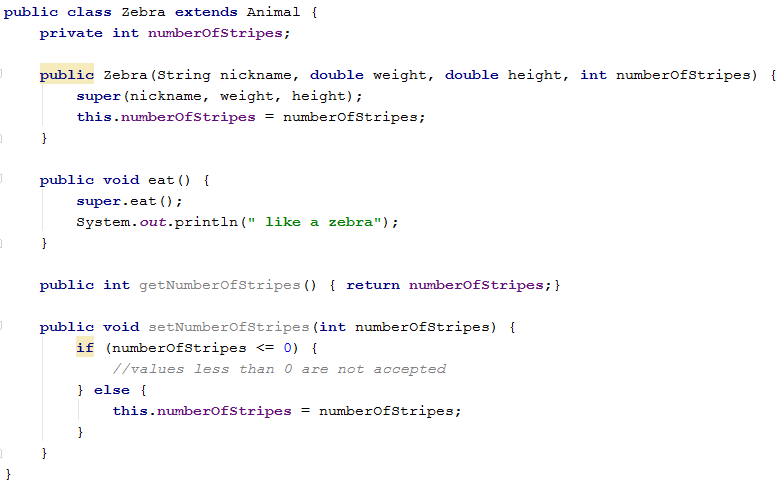 public class Zebra extends Animal {
    private int numberOfStripes;

    public Zebra(String nickname, double weight, double height, int numberOfStripes) {
        super(nickname, weight, height);
        this.numberOfStripes = numberOfStripes;
    }

    public void eat() {
        super.eat();
        System.out.println(" like a zebra");
    }

    public int getNumberOfStripes() { return numberOfStripes;}

    public void setNumberOfStripes(int numberOfStripes) {
        if (numberOfStripes <= 0) {
            //values less than 0 are not accepted
        } else {
            this.numberOfStripes = numberOfStripes;
        }
    }
}